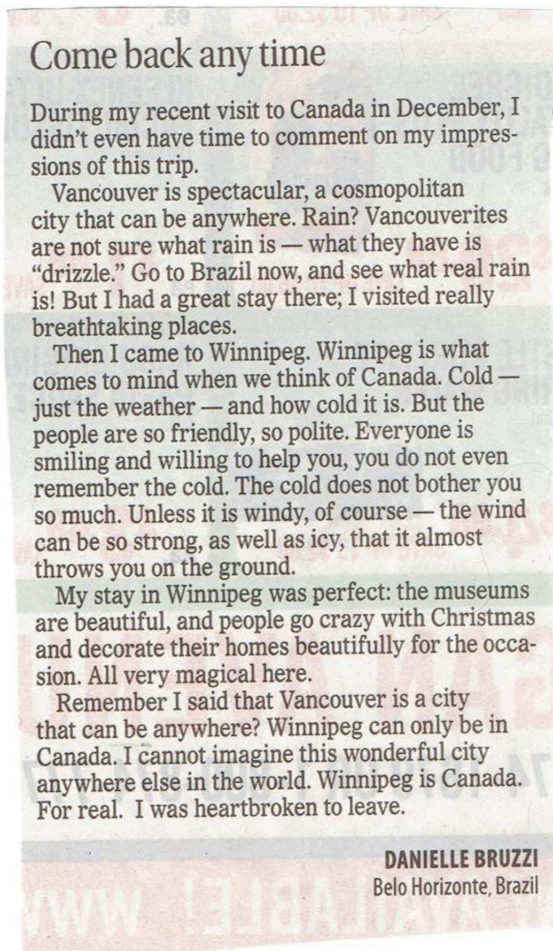 Come back any time
During my recent visit to Canada in December, I
didn't even have time to comment on my impres-
sions of this trip.
Vancouver is spectacular, a cosmopolitan
city that can be anywhere. Rain? Vancouverites
are not sure what rain is — what they have is
"drizzle." Go to Brazil now, and see what real rain
is! But I had a great stay there; I visited really
breathtaking places.
Then I came to Winnipeg. Winnipeg is what
comes to mind when we think of Canada. Cold —
just the weather — and how cold it is. But the
people are so friendly, so polite. Everyone is
smiling and willing to help you, you do not even
remember the cold. The cold does not bother you
so much. Unless it is windy, of course — the wind
can be so strong, as well as icy, that it almost
throws you on the ground.
My stay in Winnipeg was perfect: the museums
are beautiful, and people go crazy with Christmas
and decorate their homes beautifully for the occa-
sion. All very magical here.
Remember I said that Vancouver is a city
that can be anywhere? Winnipeg can only be in
Canada. I cannot imagine this wonderful city
anywhere else in the world. Winnipeg is Canada.
For real. I was heartbroken to leave.
DANIELLE BRUZZI
Belo Horizonte, Brazil